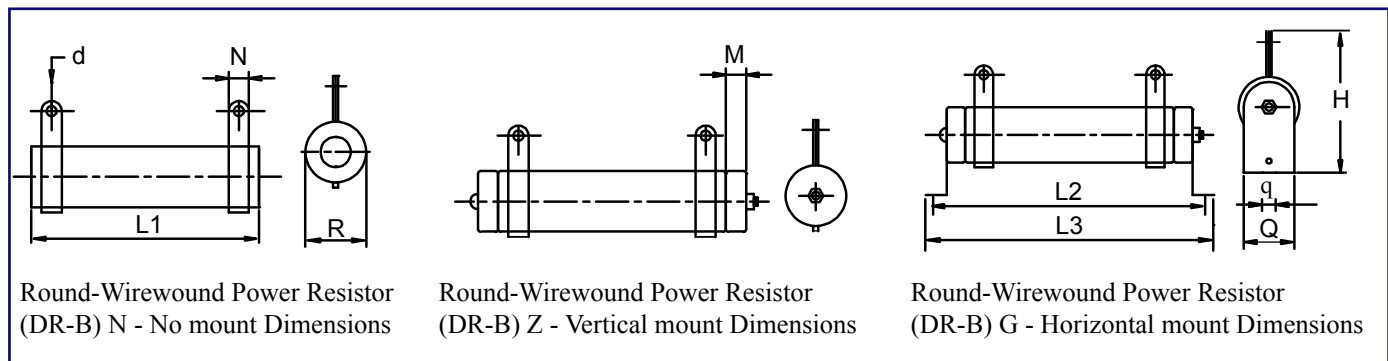 d
N
L1
R
M
H
L2
L3
q
Q
Round-Wirewound Power Resistor
(DR-B) N - No mount Dimensions
Round-Wirewound Power Resistor
(DR-B) Z - Vertical mount Dimensions
Round-Wirewound Power Resistor
(DR-B) G - Horizontal mount Dimensions